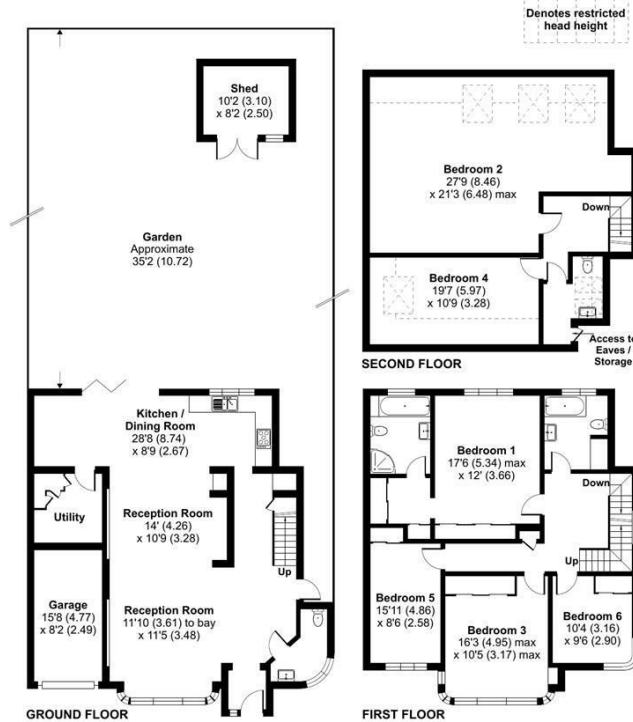 Denotes restricted
head height
Shed
10'2 (3.10)
x 8'2 (2.50)
Garden
Approximate
35'2 (10.72)
Kitchen /
Dining Room
28'8 (8.74)
x 8'9 (2.67)
Utility
Reception Room
14' (4.26)
x 10'9 (3.28)
Up
Garage
15'8 (4.77)
x 8'2 (2.49)
Reception Room
11'10 (3.61) to bay
x 11'5 (3.48)
GROUND FLOOR
Bedroom 2
27'9 (8.46)
x 21'3 (6.48) max
Down
Bedroom 4
19'7 (5.97)
x 10'9 (3.28)
Access to
Eaves /
Storage
SECOND FLOOR
Bedroom 1
17'6 (5.34) max
x 12' (3.66)
Down
Up
Bedroom 5
15'11 (4.86)
x 8'6 (2.58)
Bedroom 3
16'3 (4.95) max
x 10'5 (3.17) max
Bedroom 6
10'4 (3.16)
x 9'6 (2.90)
FIRST FLOOR